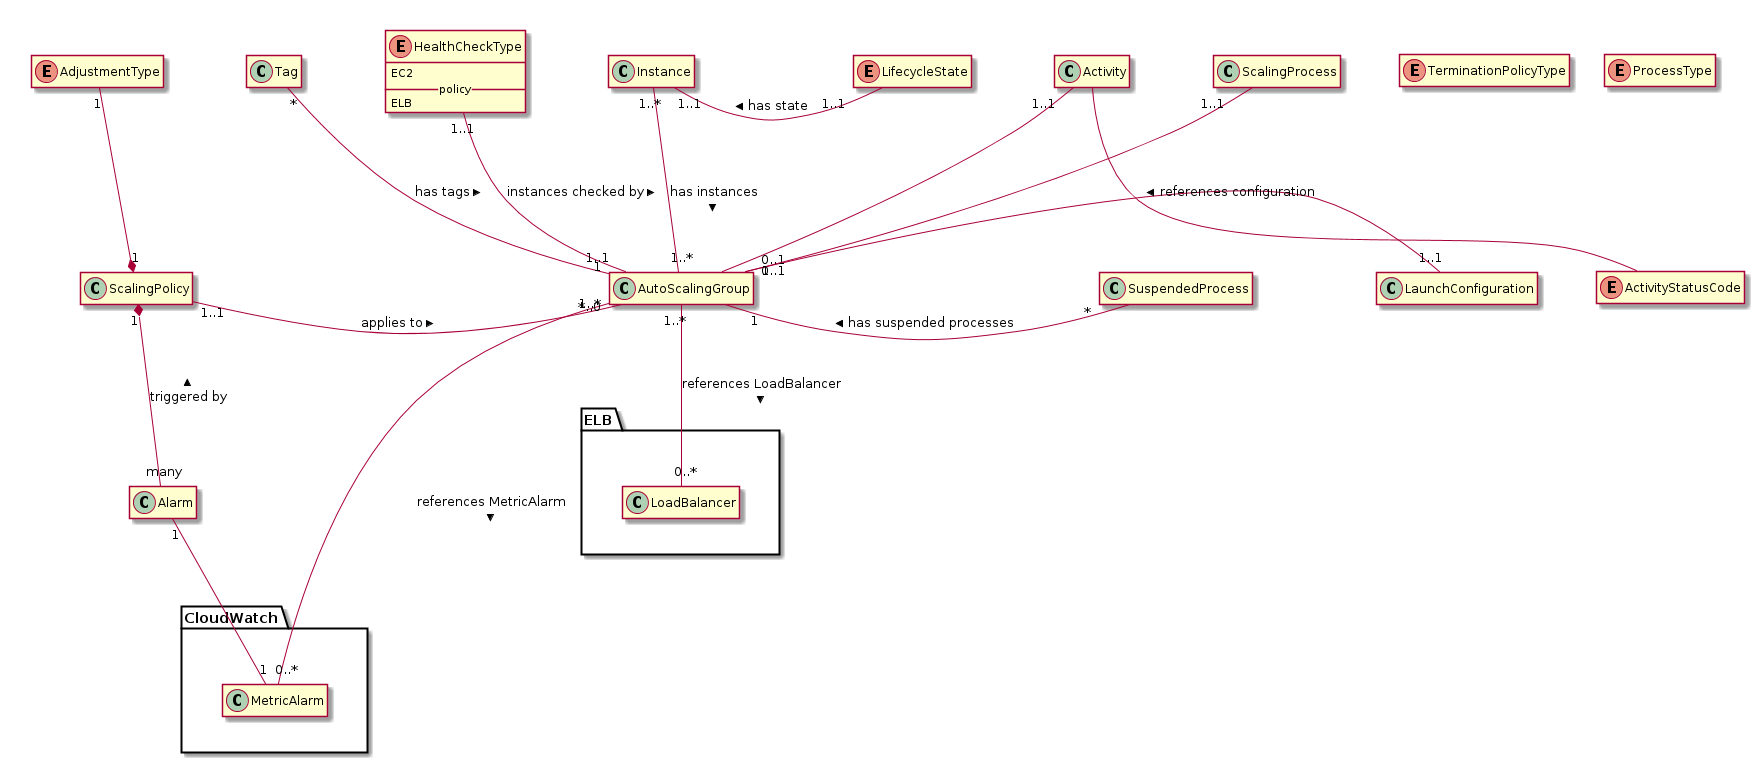 E HealthCheckType
EC2
policy
ELB
E AdjustmentType
C Tag
C Instance
E LifecycleState
C Activity
C ScalingProcess
E TerminationPolicyType
E ProcessType
1
*
1..*
1..1
◄ has state
1..1
1..1
1..1
1..1
has tags ►
instances checked by ►
has instances
▼
◄ references configuration
1
1..1
1
1..*
0..1
1..1
1..1
C ScalingPolicy
C AutoScalingGroup
C SuspendedProcess
C LaunchConfiguration
E ActivityStatusCode
1
1..1
1..*
1..*
1
*
applies to ►
◄ has suspended processes
▲
triggered by
references LoadBalancer
▼
ELB
many
0..*
C Alarm
C LoadBalancer
references MetricAlarm
▼
1
CloudWatch
1
0..*
C MetricAlarm